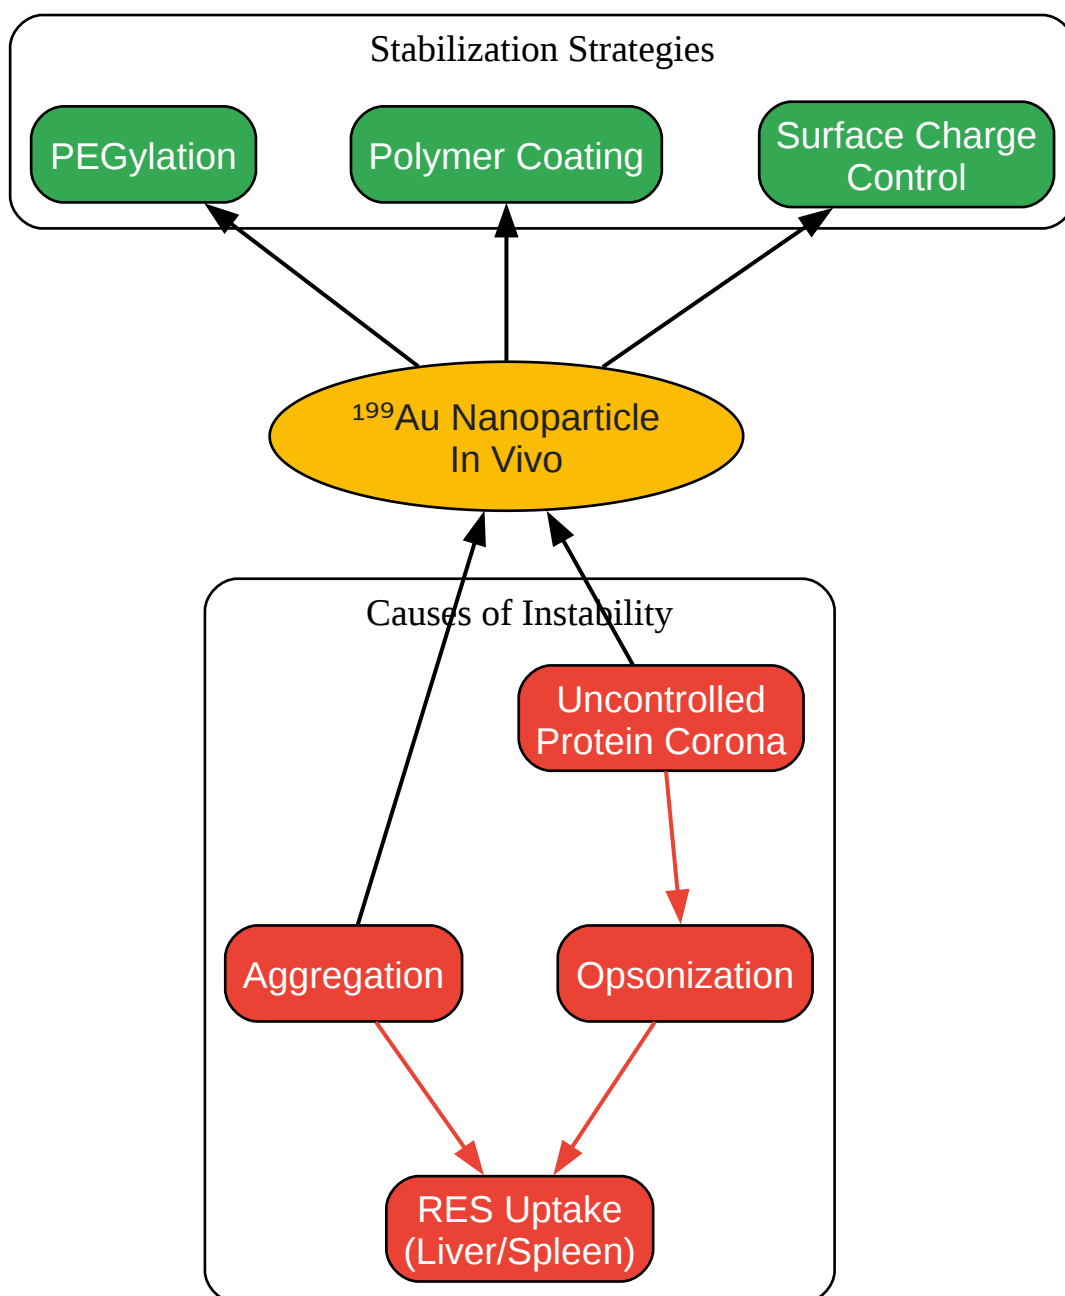 Stabilization Strategies
PEGylation
Polymer Coating
Surface Charge
Control
¹⁹⁹Au Nanoparticle
In Vivo
Causes of Instability
Uncontrolled
Protein Corona
Aggregation
Opsonization
RES Uptake
(Liver/Spleen)